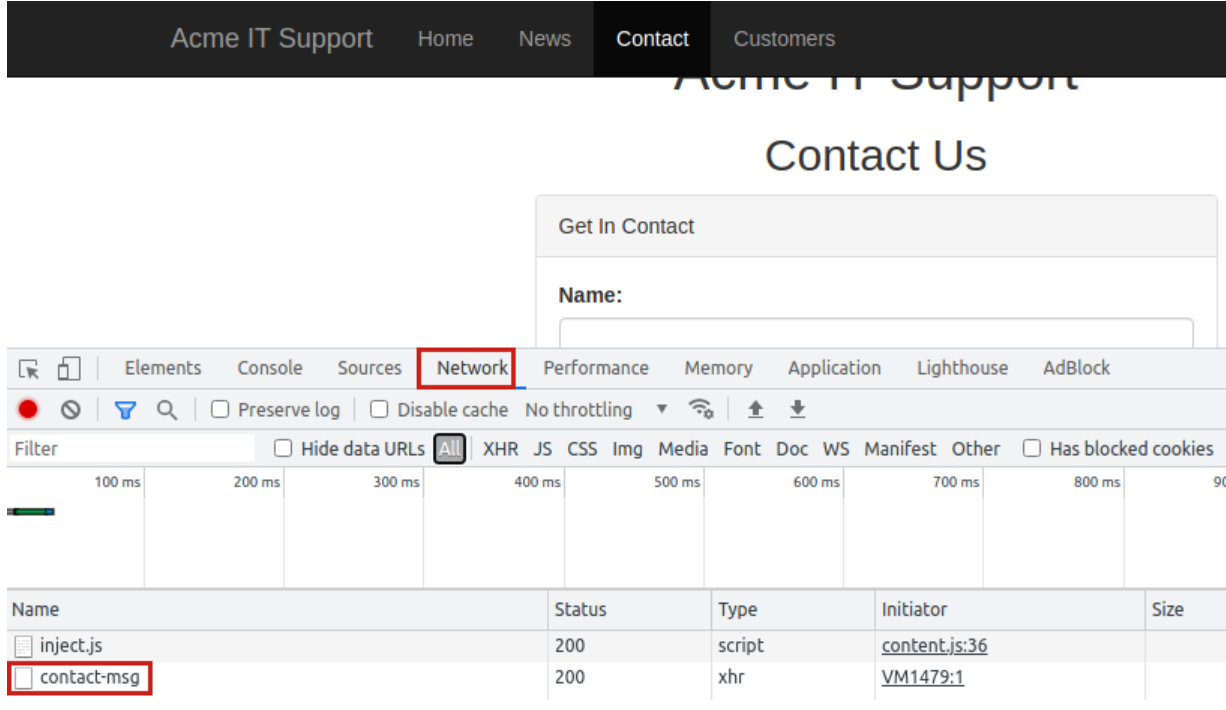 Acme IT Support Home News Contact Customers
Acme IT Support
Contact Us
Get In Contact
Name:
Elements Console Sources Network Performance Memory Application Lighthouse AdBlock
Preserve log Disable cache No throttling
Filter Hide data URLs All XHR JS CSS Img Media Font Doc WS Manifest Other Has blocked cookies
100 ms 200 ms 300 ms 400 ms 500 ms 600 ms 700 ms 800 ms 90
Name Status Type Initiator Size
inject.js 200 script content.js:36
contact-msg 200 xhr VM1479:1